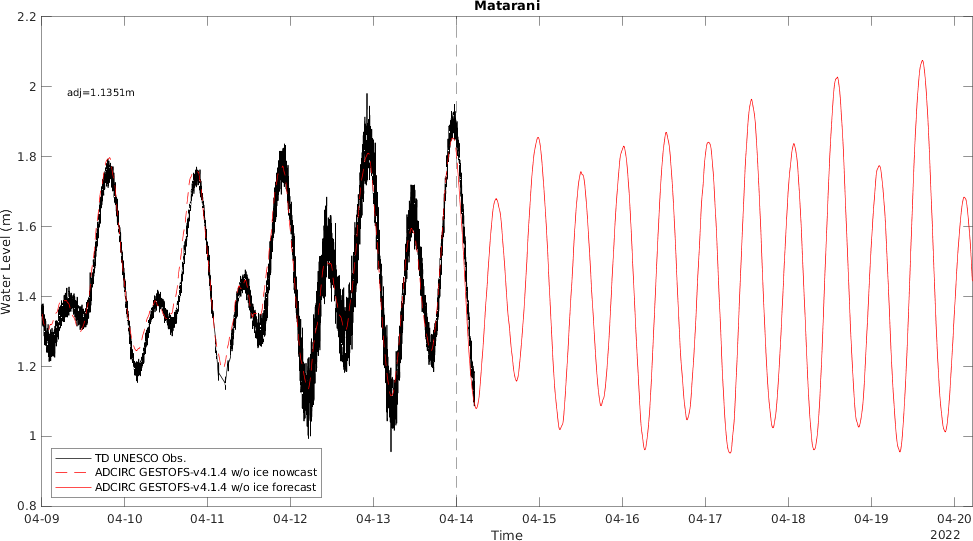 Matarani
2.2
2
1.8
1.6
1.4
1.2
1
0.8
Water Level (m)
adj=1.1351m
TD UNESCO Obs.
ADCIRC GESTOFS-v4.1.4 w/o ice nowcast
ADCIRC GESTOFS-v4.1.4 w/o ice forecast
04-09 04-10 04-11 04-12 04-13 04-14 04-15 04-16 04-17 04-18 04-19 04-20
Time
2022